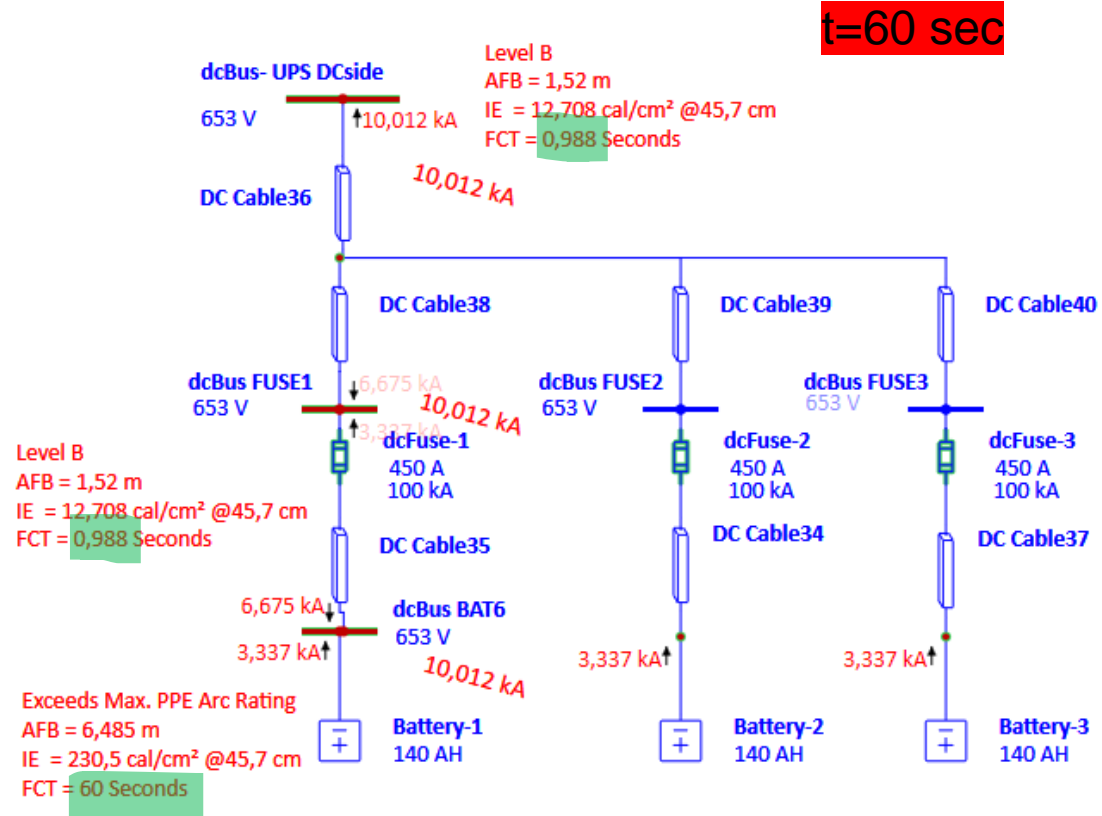 t=60 sec
Level B
AFB = 1,52 m
IE = 12,708 cal/cm² @45,7 cm
FCT = 0,988 Seconds
dcBus- UPS DCside
653 V
10,012 kA
10,012 kA
DC Cable36
DC Cable38
DC Cable39
DC Cable40
dcBus FUSE1
653 V
6,675 kA
10,012 kA
3,337 kA
dcBus FUSE2
653 V
dcBus FUSE3
653 V
dcFuse-1
450 A
100 kA
dcFuse-2
450 A
100 kA
dcFuse-3
450 A
100 kA
Level B
AFB = 1,52 m
IE = 12,708 cal/cm² @45,7 cm
FCT = 0,988 Seconds
DC Cable35
DC Cable34
DC Cable37
6,675 kA
dcBus BAT6
653 V
3,337 kA
10,012 kA
3,337 kA
3,337 kA
Exceeds Max. PPE Arc Rating
AFB = 6,485 m
IE = 230,5 cal/cm² @45,7 cm
FCT = 60 Seconds
Battery-1
140 AH
Battery-2
140 AH
Battery-3
140 AH